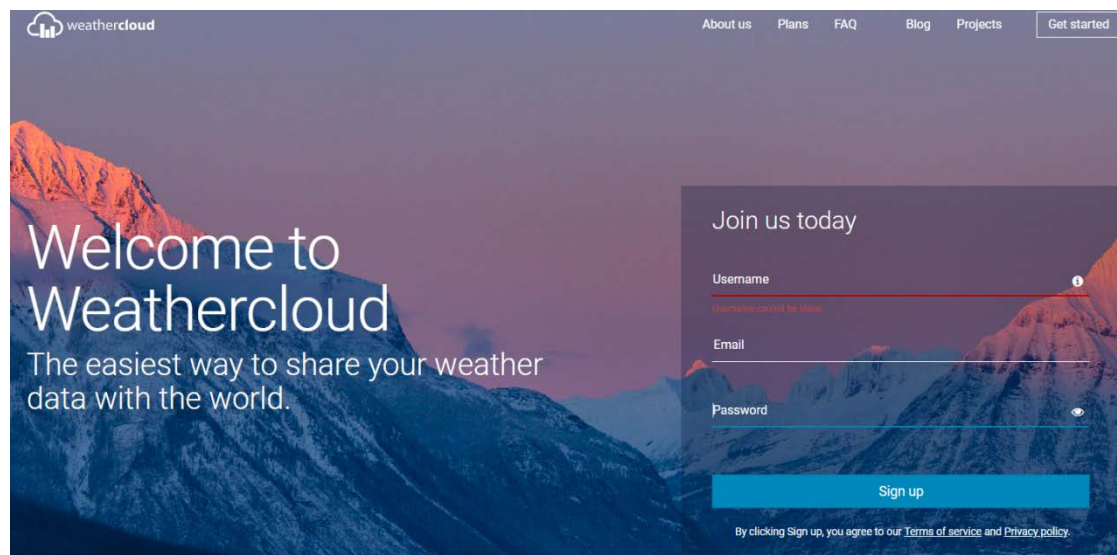 weathercloud
About us Plans FAQ Blog Projects Get started
Welcome to
Weathercloud
The easiest way to share your weather
data with the world.
Join us today
Username
Username cannot be blank.
Email
Password
Sign up
By clicking Sign up, you agree to our Terms of service and Privacy policy.